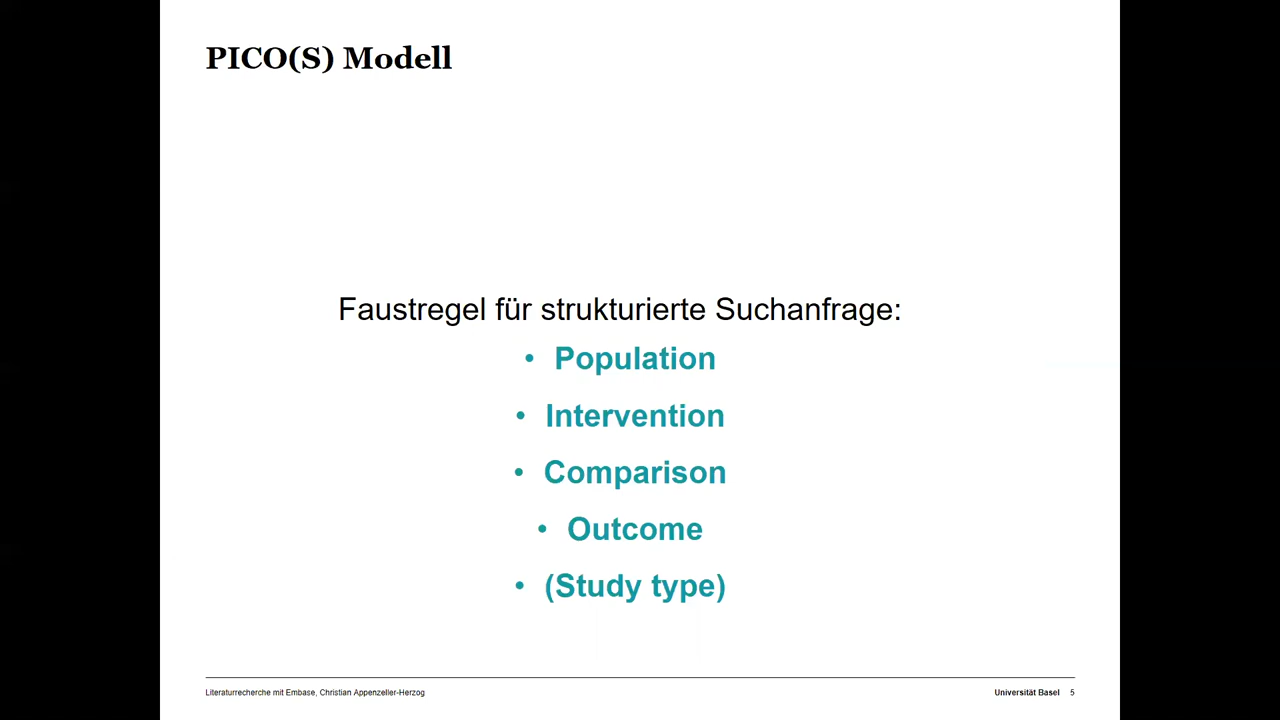 PICO(S) Modell
Faustregel für strukturierte Suchanfrage:
• Population
• Intervention
• Comparison
• Outcome
• (Study type)
Literaturrecherche mit Embase, Christian Appenzeller-Herzog
Universität Basel 5